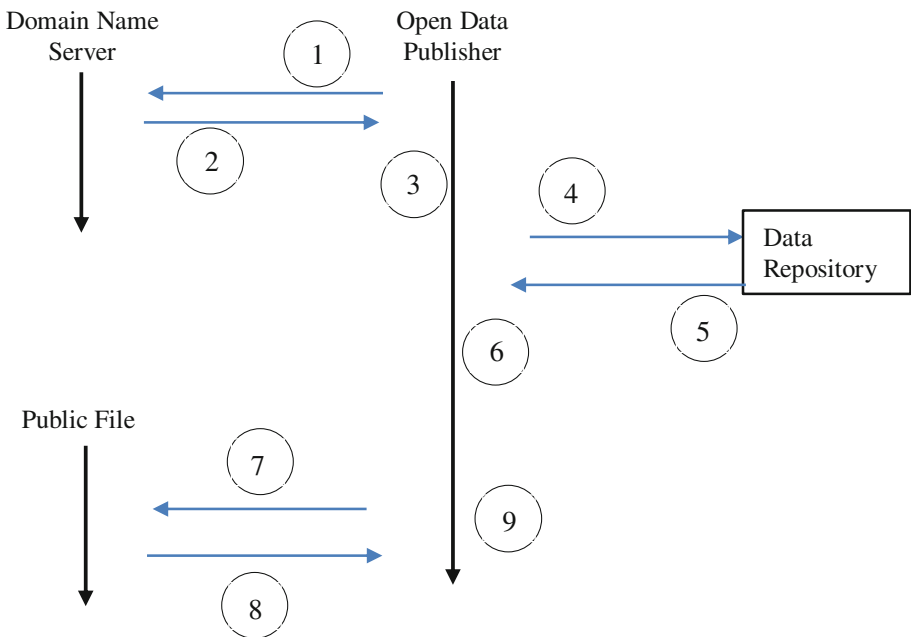 Domain Name
Server
1
Open Data
Publisher
2
3
4
Data
Repository
5
6
Public File
7
8
9